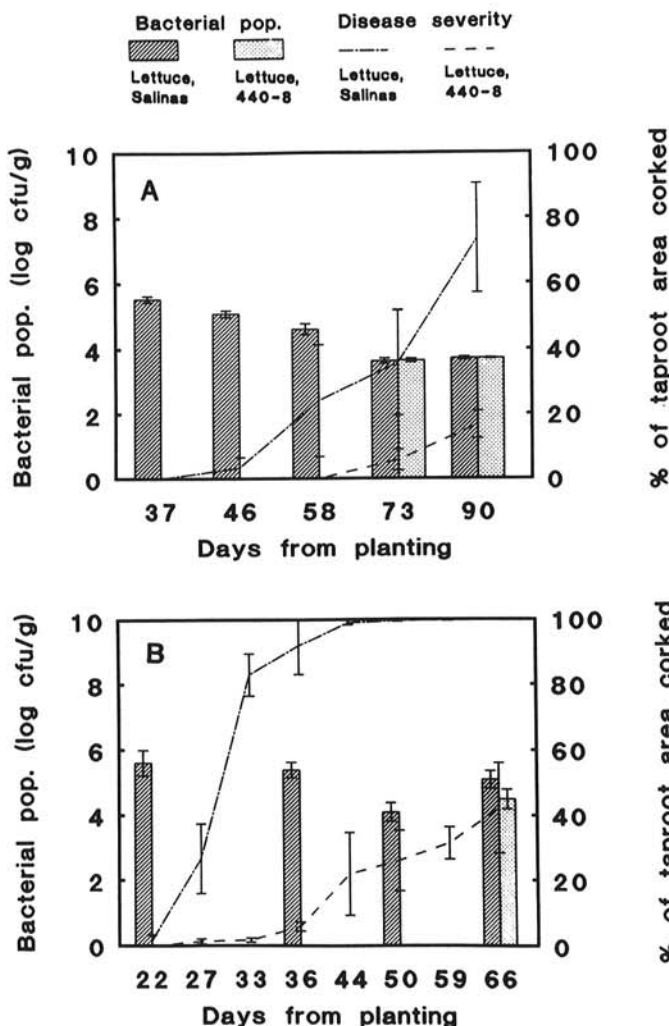 Bacterial pop. Disease severity
Lettuce, Salinas Lettuce, 440-8 Lettuce, Salinas Lettuce, 440-8
A
Bacterial pop. (log cfu/g)
10
8
6
4
2
0
% of taproot area corked
100
80
60
40
20
0
37 46 58 73 90
Days from planting
B
Bacterial pop. (log cfu/g)
10
8
6
4
2
0
% of taproot area corked
100
80
60
40
20
0
22 27 33 36 44 50 59 66
Days from planting